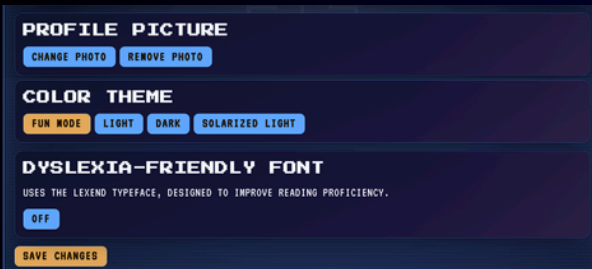 PROFILE PICTURE
CHANGE PHOTO REMOVE PHOTO
COLOR THEME
FUN MODE LIGHT DARK SOLARIZED LIGHT
DYSLEXIA-FRIENDLY FONT
USES THE LEXEND TYPEFACE, DESIGNED TO IMPROVE READING PROFICIENCY.
OFF
SAVE CHANGES